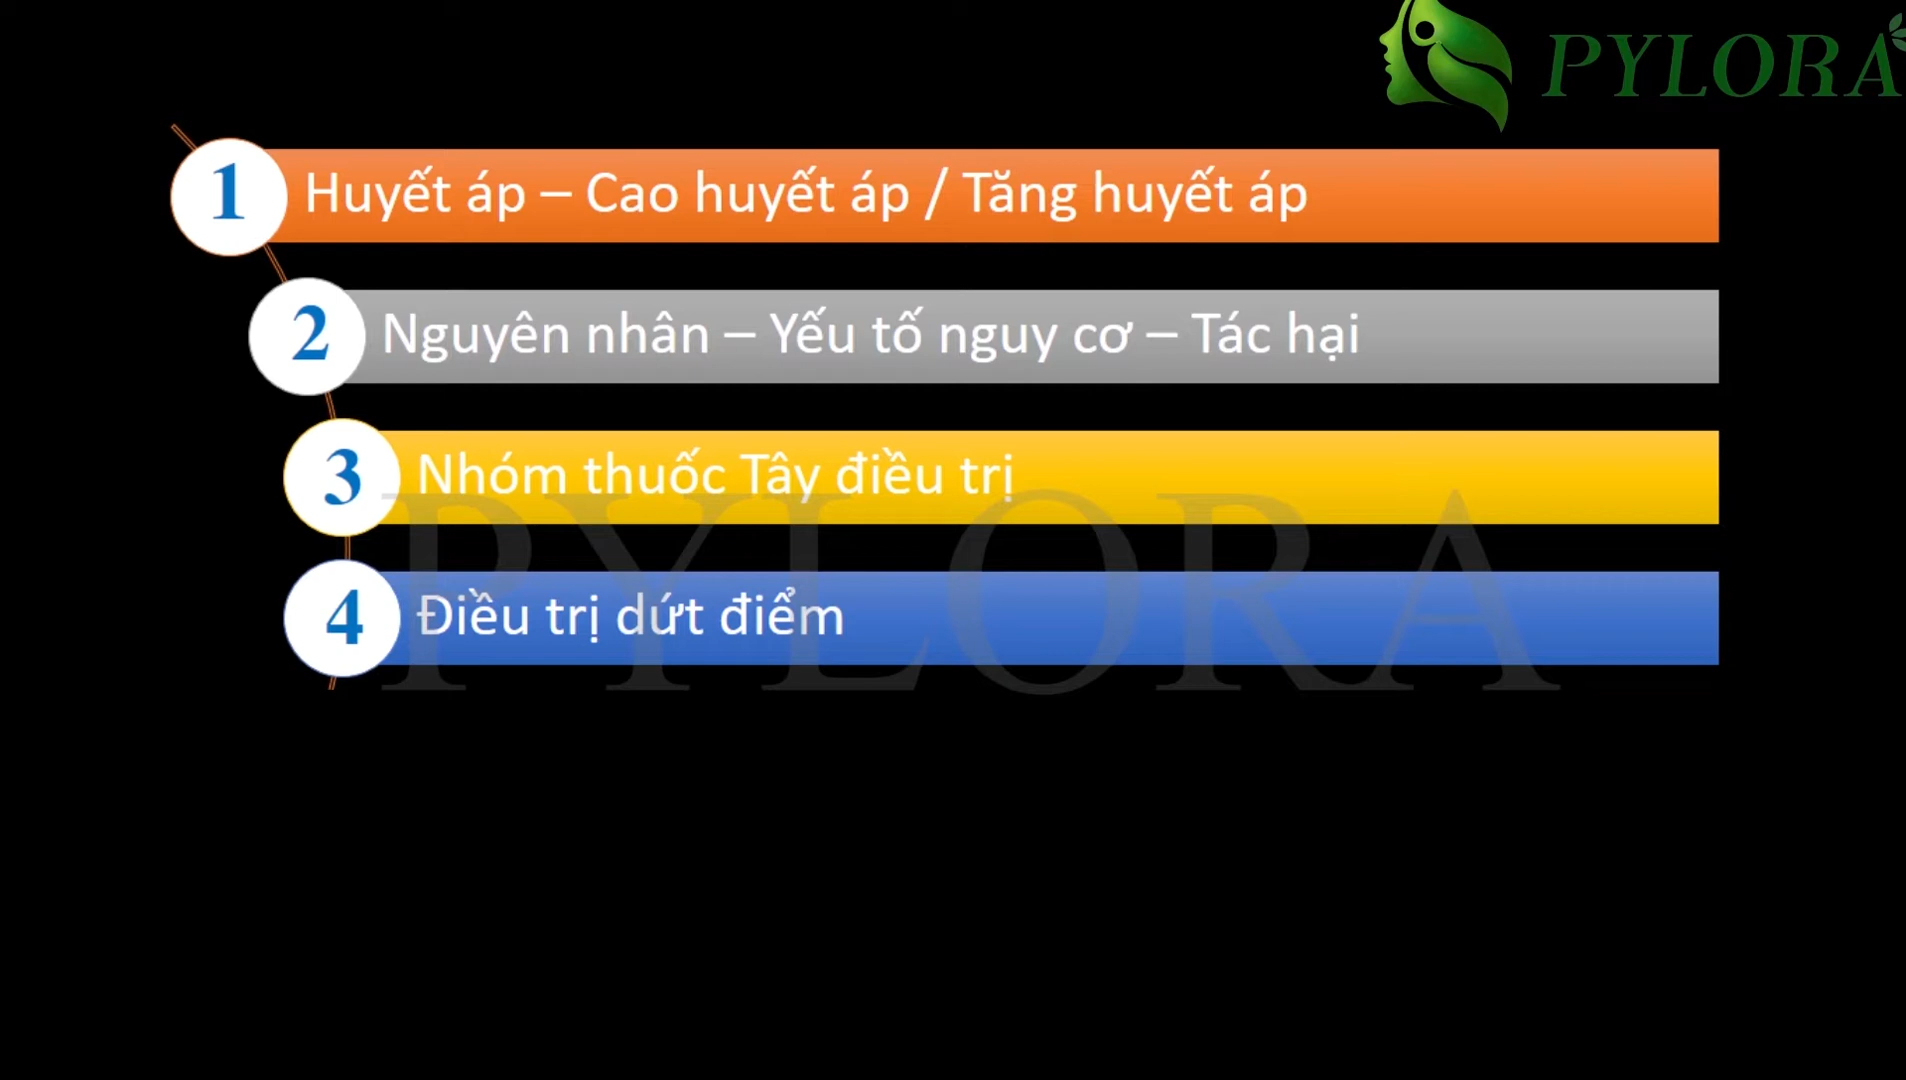 PYLORA
1 Huyết áp – Cao huyết áp / Tăng huyết áp
2 Nguyên nhân – Yếu tố nguy cơ – Tác hại
3 Nhóm thuốc Tây điều trị
4 Điều trị dứt điểm
PYLORA